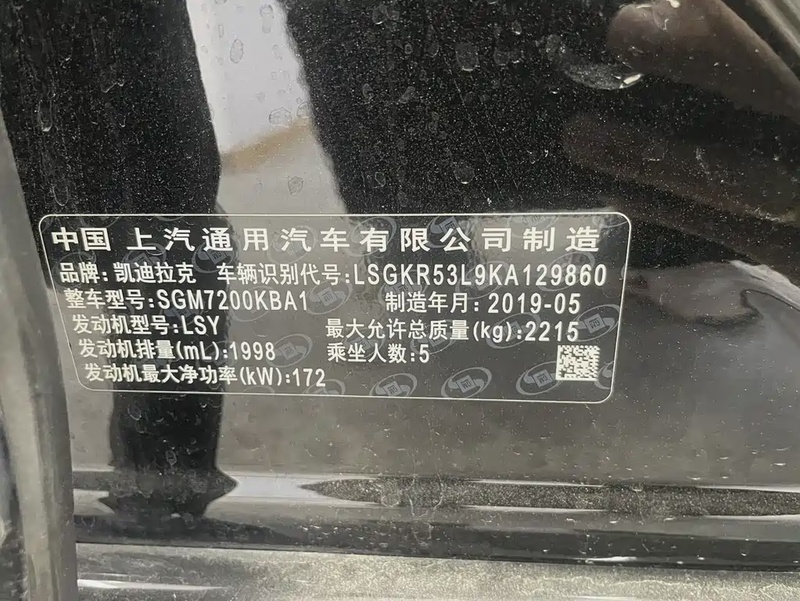 中国 上汽通用汽车有限公司制造
品牌:凯迪拉克 车辆识别代号:LSGKR53L9KA129860
整车型号:SGM7200KBA1 制造年月:2019-05
发动机型号:LSY 最大允许总质量(kg):2215
发动机排量(mL):1998 乘坐人数:5
发动机最大净功率(kW):172